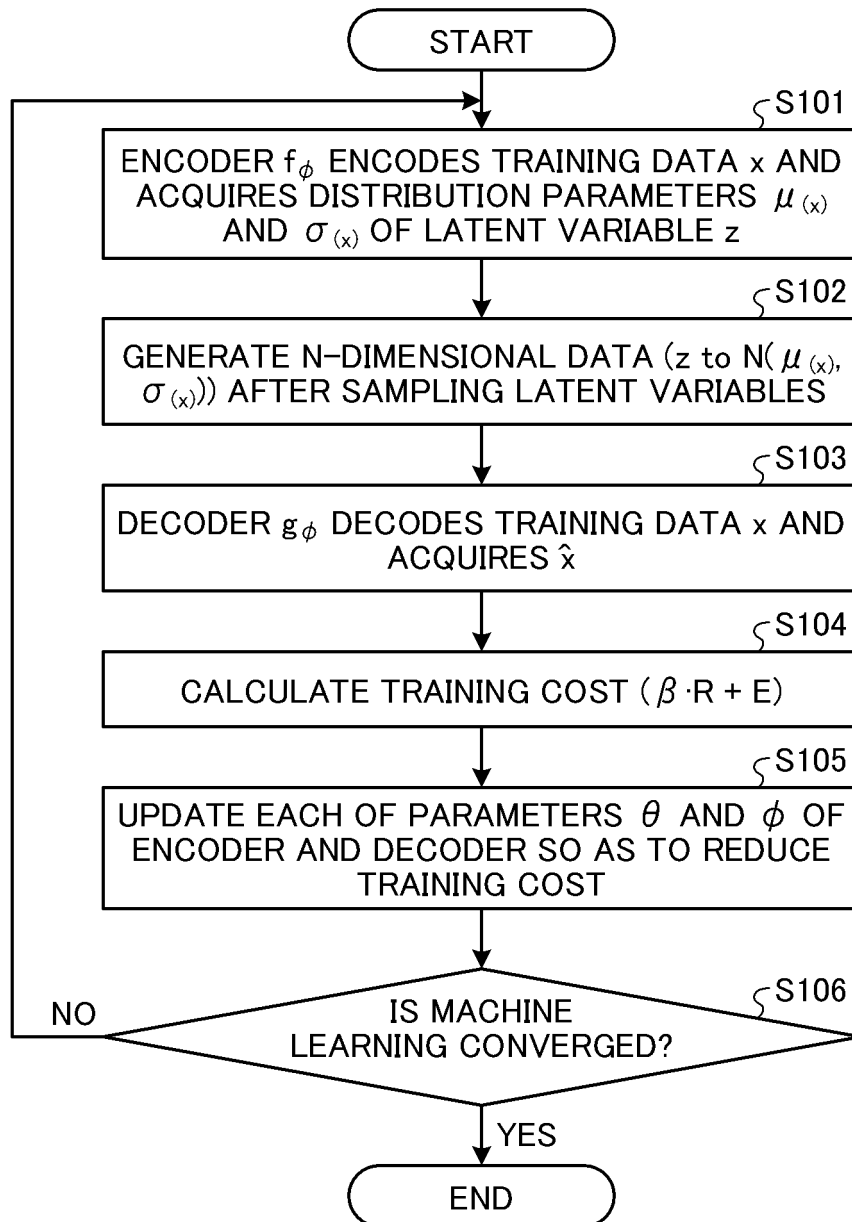 START
S101
ENCODER fφ ENCODES TRAINING DATA x AND
ACQUIRES DISTRIBUTION PARAMETERS μ(x)
AND σ(x) OF LATENT VARIABLE z
S102
GENERATE N-DIMENSIONAL DATA (z to N(μ(x),
σ(x))) AFTER SAMPLING LATENT VARIABLES
S103
DECODER gφ DECODES TRAINING DATA x AND
ACQUIRES x̂
S104
CALCULATE TRAINING COST (β·R + E)
S105
UPDATE EACH OF PARAMETERS θ AND φ OF
ENCODER AND DECODER SO AS TO REDUCE
TRAINING COST
S106
NO
IS MACHINE
LEARNING CONVERGED?
YES
END